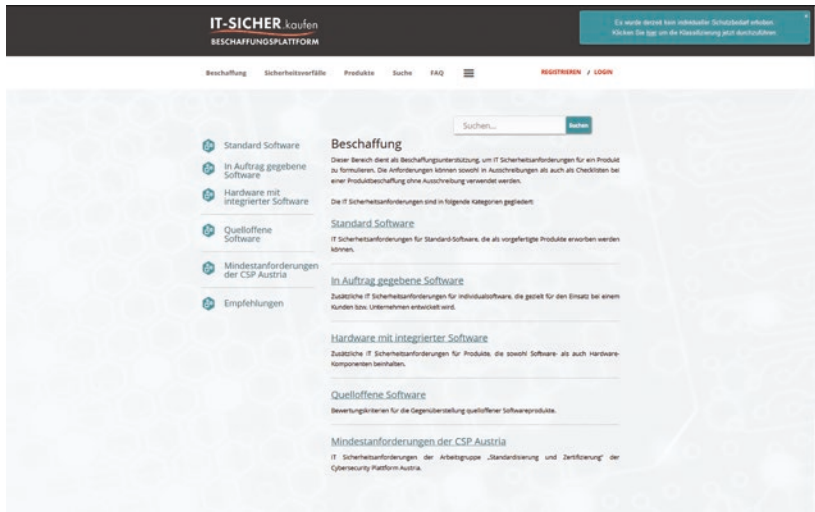 IT-SICHER.kaufen
BESCHAFFUNGSPLATTFORM
Es wurde derzeit kein individueller Schutzbedarf erhoben.
Klicken Sie hier um die Klassifizierung jetzt durchzuführen.
Beschaffung Sicherheitsvorfälle Produkte Suche FAQ REGISTRIEREN / LOGIN
Suchen... Suchen
Standard Software
In Auftrag gegebene
Software
Hardware mit
integrierter Software
Quelloffene
Software
Mindestanforderungen
der CSP Austria
Empfehlungen
Beschaffung
Dieser Bereich dient als Beschaffungsunterstützung, um IT Sicherheitsanforderungen für ein Produkt
zu formulieren. Die Anforderungen können sowohl in Ausschreibungen als auch als Checklisten bei
einer Produktbeschaffung ohne Ausschreibung verwendet werden.
Die IT Sicherheitsanforderungen sind in folgende Kategorien gegliedert:
Standard Software
IT Sicherheitsanforderungen für Standard-Software, die als vorgefertigte Produkte erworben werden
können.
In Auftrag gegebene Software
Zusätzliche IT Sicherheitsanforderungen für Individualsoftware, die gezielt für den Einsatz bei einem
Kunden bzw. Unternehmen entwickelt wird.
Hardware mit integrierter Software
Zusätzliche IT Sicherheitsanforderungen für Produkte, die sowohl Software- als auch Hardware-
Komponenten beinhalten.
Quelloffene Software
Bewertungskriterien für die Gegenüberstellung quelloffener Softwareprodukte.
Mindestanforderungen der CSP Austria
IT Sicherheitsanforderungen der Arbeitsgruppe „Standardisierung und Zertifizierung" der
Cybersecurity Plattform Austria.